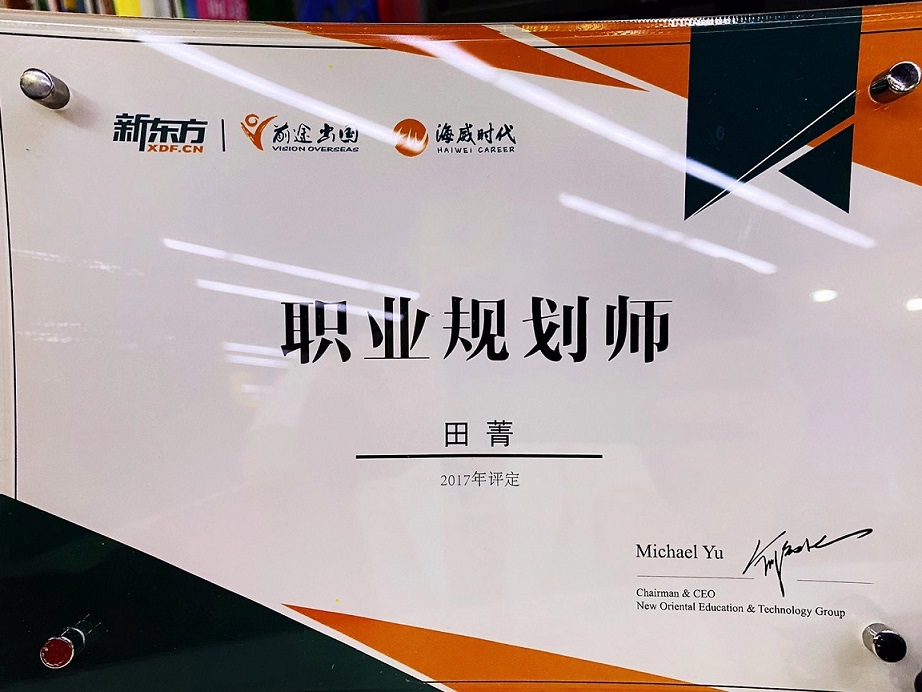 新东方 XDF.CN | 前途出国 VISION OVERSEAS 海威时代 HAIWEI CAREER
职业规划师
田菁
2017年评定
Michael Yu
Chairman & CEO
New Oriental Education & Technology Group